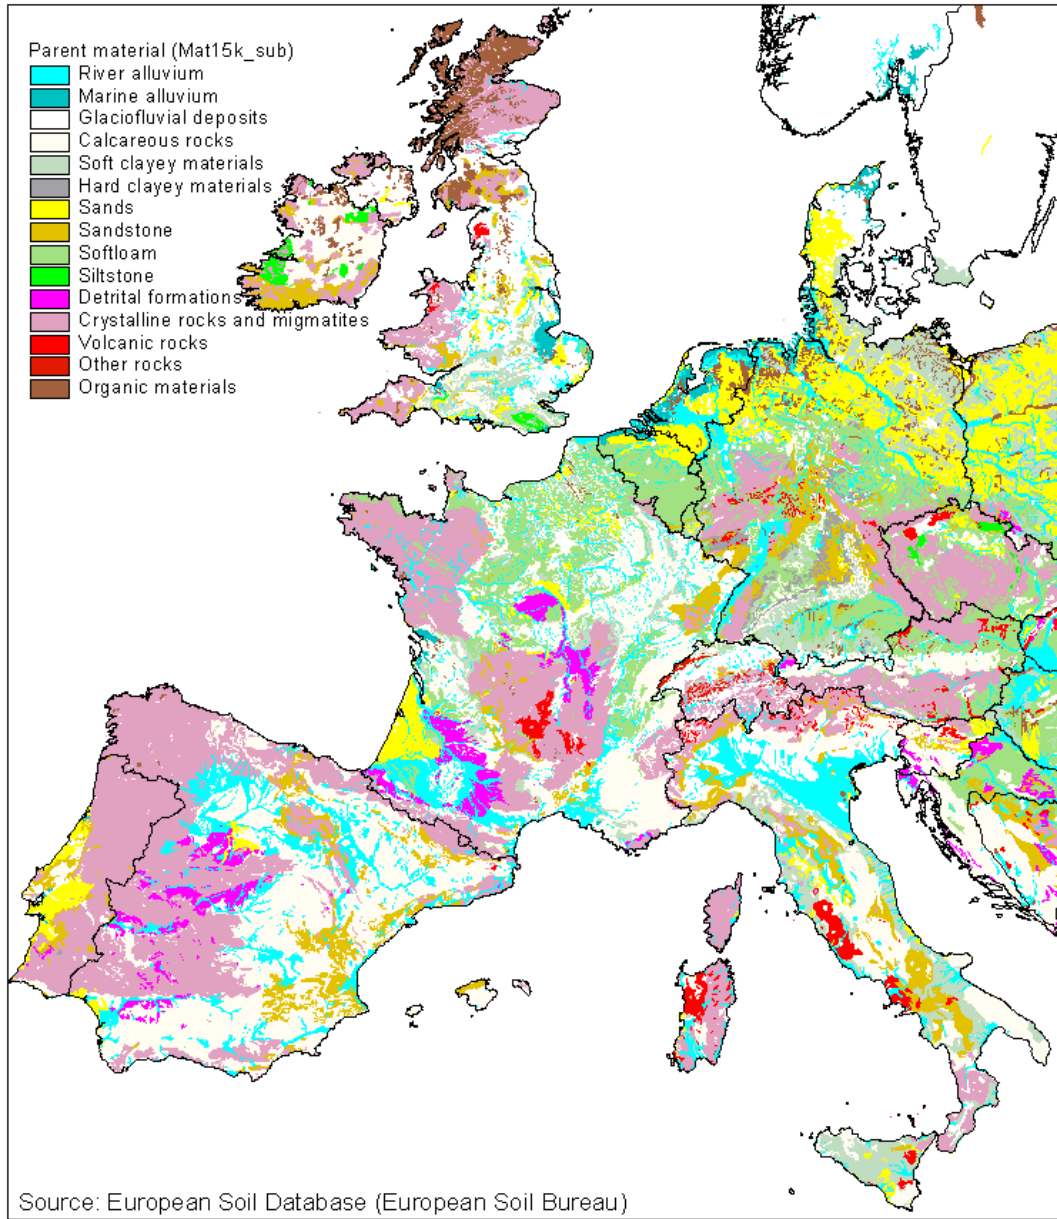 Parent material (Mat15k_sub)
River alluvium
Marine alluvium
Glaciofluvial deposits
Calcareous rocks
Soft clayey materials
Hard clayey materials
Sands
Sandstone
Softloam
Siltstone
Detrital formations
Crystalline rocks and migmatites
Volcanic rocks
Other rocks
Organic materials
Source: European Soil Database (European Soil Bureau)